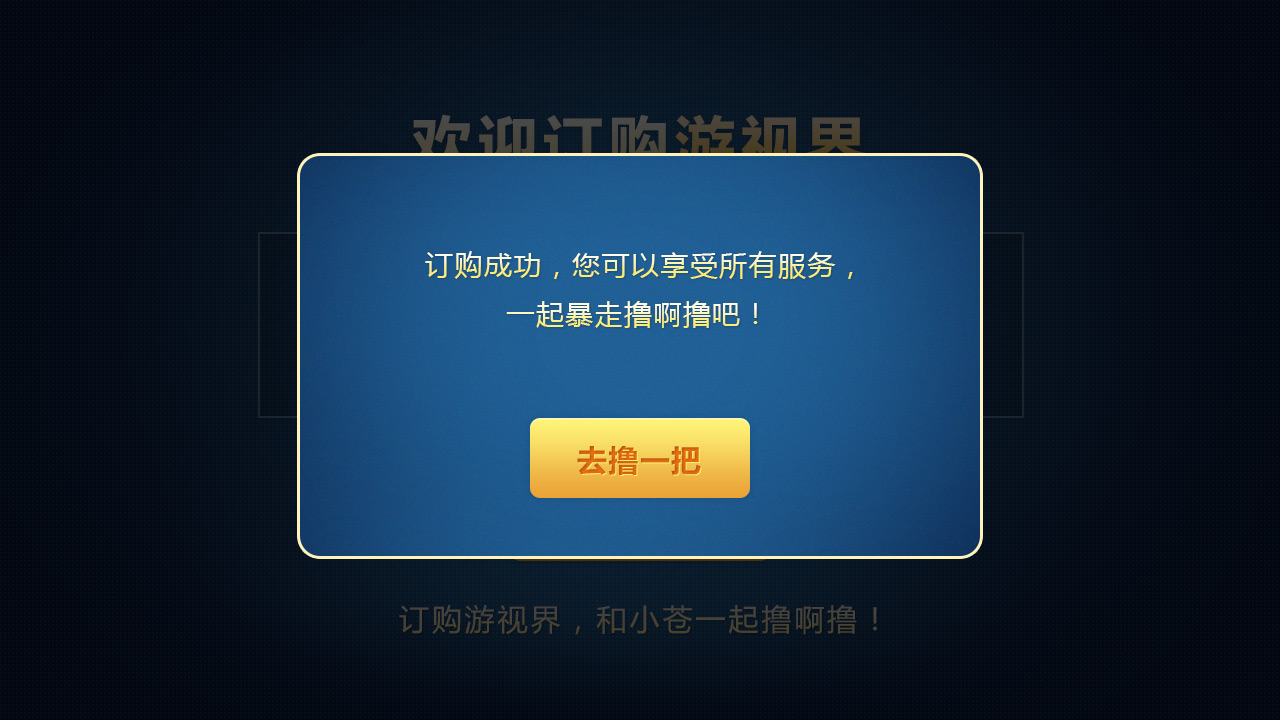 欢迎订购游视界
订购成功，您可以享受所有服务，
一起暴走撸啊撸吧！
去撸一把
订购游视界，和小苍一起撸啊撸！